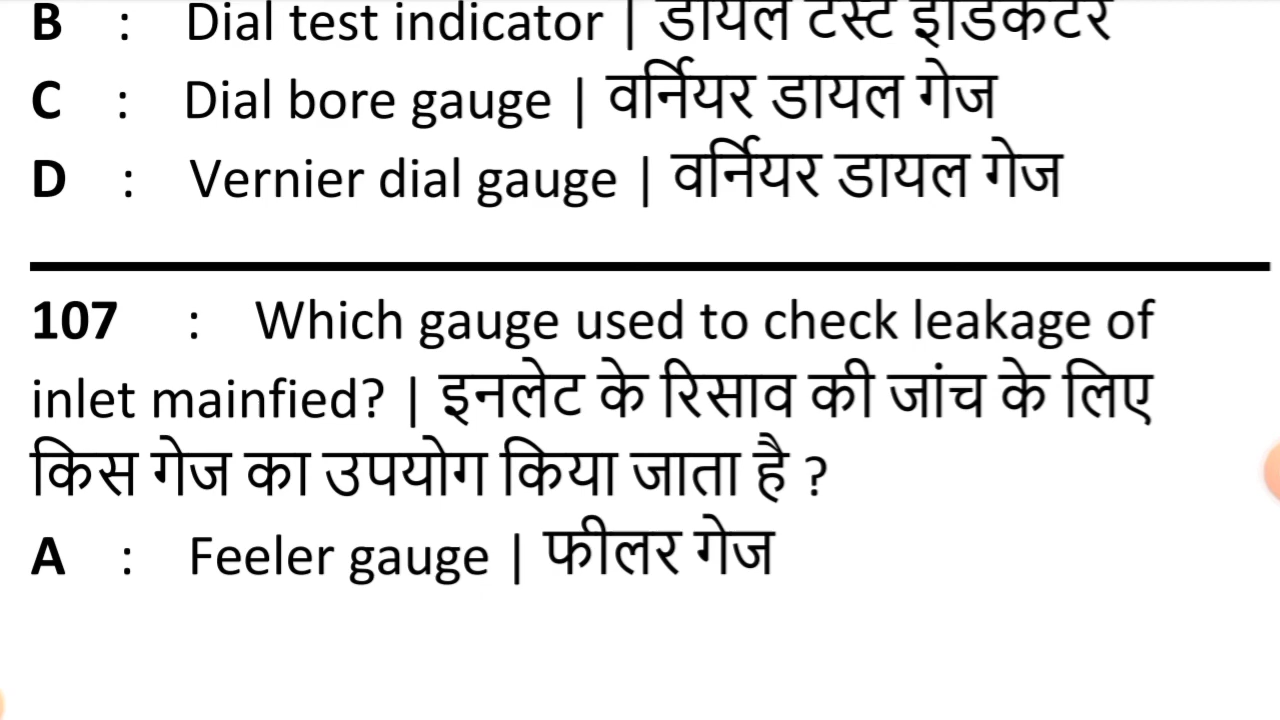 B : Dial test indicator | डायल टेस्ट इंडिकेटर
C : Dial bore gauge | वर्नियर डायल गेज
D : Vernier dial gauge | वर्नियर डायल गेज
107 : Which gauge used to check leakage of
inlet mainfied? | इनलेट के रिसाव की जांच के लिए
किस गेज का उपयोग किया जाता है ?
A : Feeler gauge | फीलर गेज